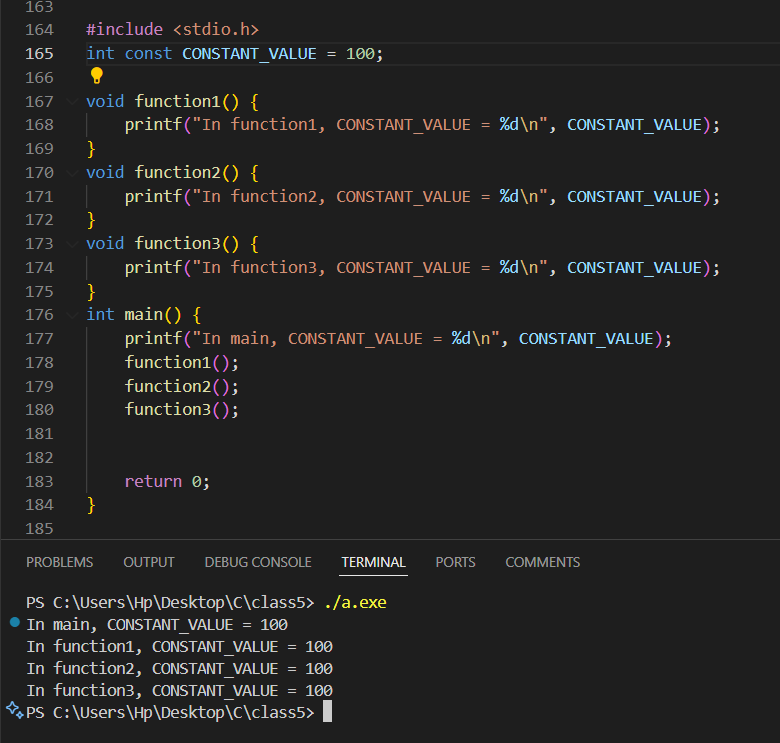 163
164 #include <stdio.h>
165 int const CONSTANT_VALUE = 100;
166
167 void function1() {
168     printf("In function1, CONSTANT_VALUE = %d\n", CONSTANT_VALUE);
169 }
170 void function2() {
171     printf("In function2, CONSTANT_VALUE = %d\n", CONSTANT_VALUE);
172 }
173 void function3() {
174     printf("In function3, CONSTANT_VALUE = %d\n", CONSTANT_VALUE);
175 }
176 int main() {
177     printf("In main, CONSTANT_VALUE = %d\n", CONSTANT_VALUE);
178     function1();
179     function2();
180     function3();
181
182
183     return 0;
184 }
185
PROBLEMS OUTPUT DEBUG CONSOLE TERMINAL PORTS COMMENTS
PS C:\Users\Hp\Desktop\C\class5> ./a.exe
In main, CONSTANT_VALUE = 100
In function1, CONSTANT_VALUE = 100
In function2, CONSTANT_VALUE = 100
In function3, CONSTANT_VALUE = 100
PS C:\Users\Hp\Desktop\C\class5>